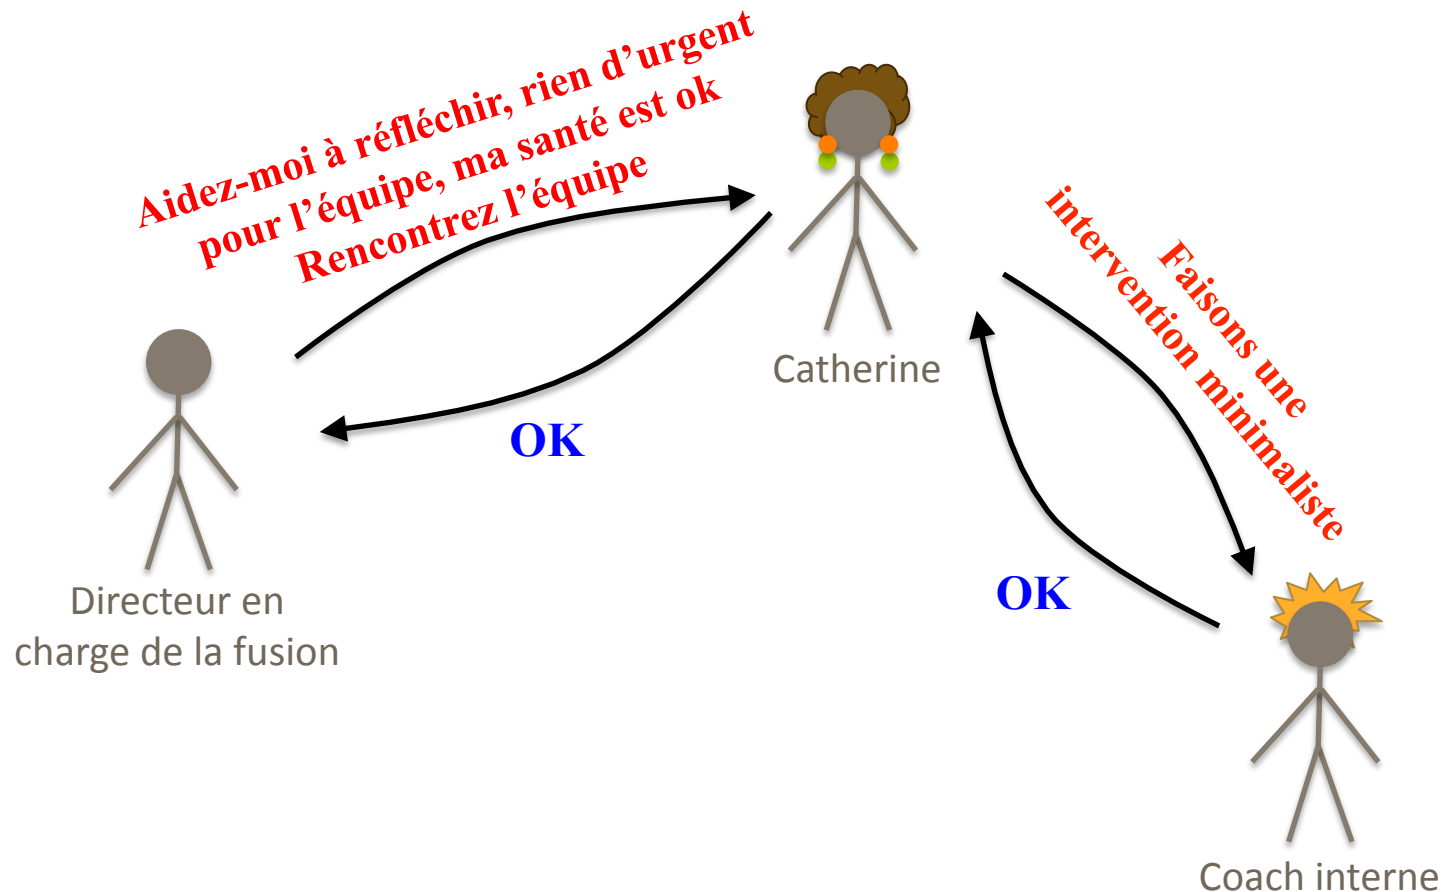 Aidez-moi à réfléchir, rien d’urgent
pour l’équipe, ma santé est ok
Rencontrez l’équipe
Catherine
Faisons une
intervention minimaliste
OK
OK
Directeur en
charge de la fusion
Coach interne